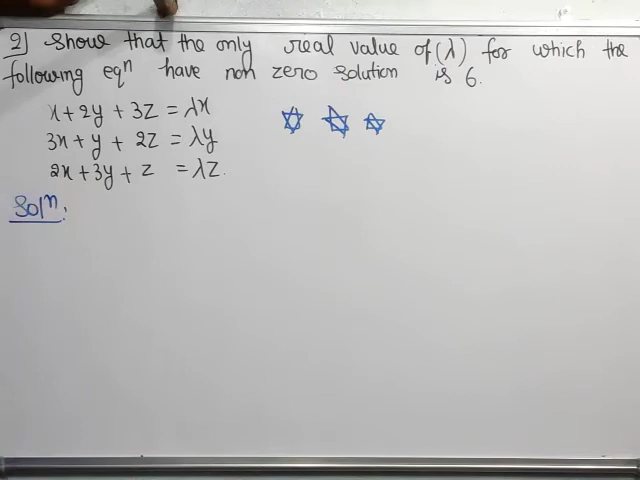 2] Show that the only real value of (λ) for which the
following eqⁿ have non zero solution is 6.
x + 2y + 3z = λx
3x + y + 2z = λy
2x + 3y + z = λz.
Solⁿ: